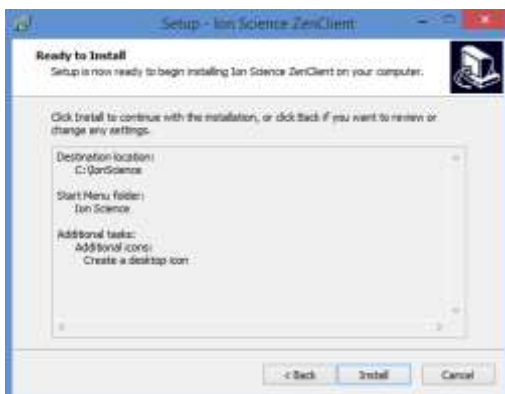 Setup - Ion Science ZenClient
Ready to Install
Setup is now ready to begin installing Ion Science ZenClient on your computer.
Click Install to continue with the installation, or click Back if you want to review or
change any settings.
Destination location:
C:\IonScience
Start Menu folder:
Ion Science
Additional tasks:
Additional icons:
Create a desktop icon
< Back
Install
Cancel